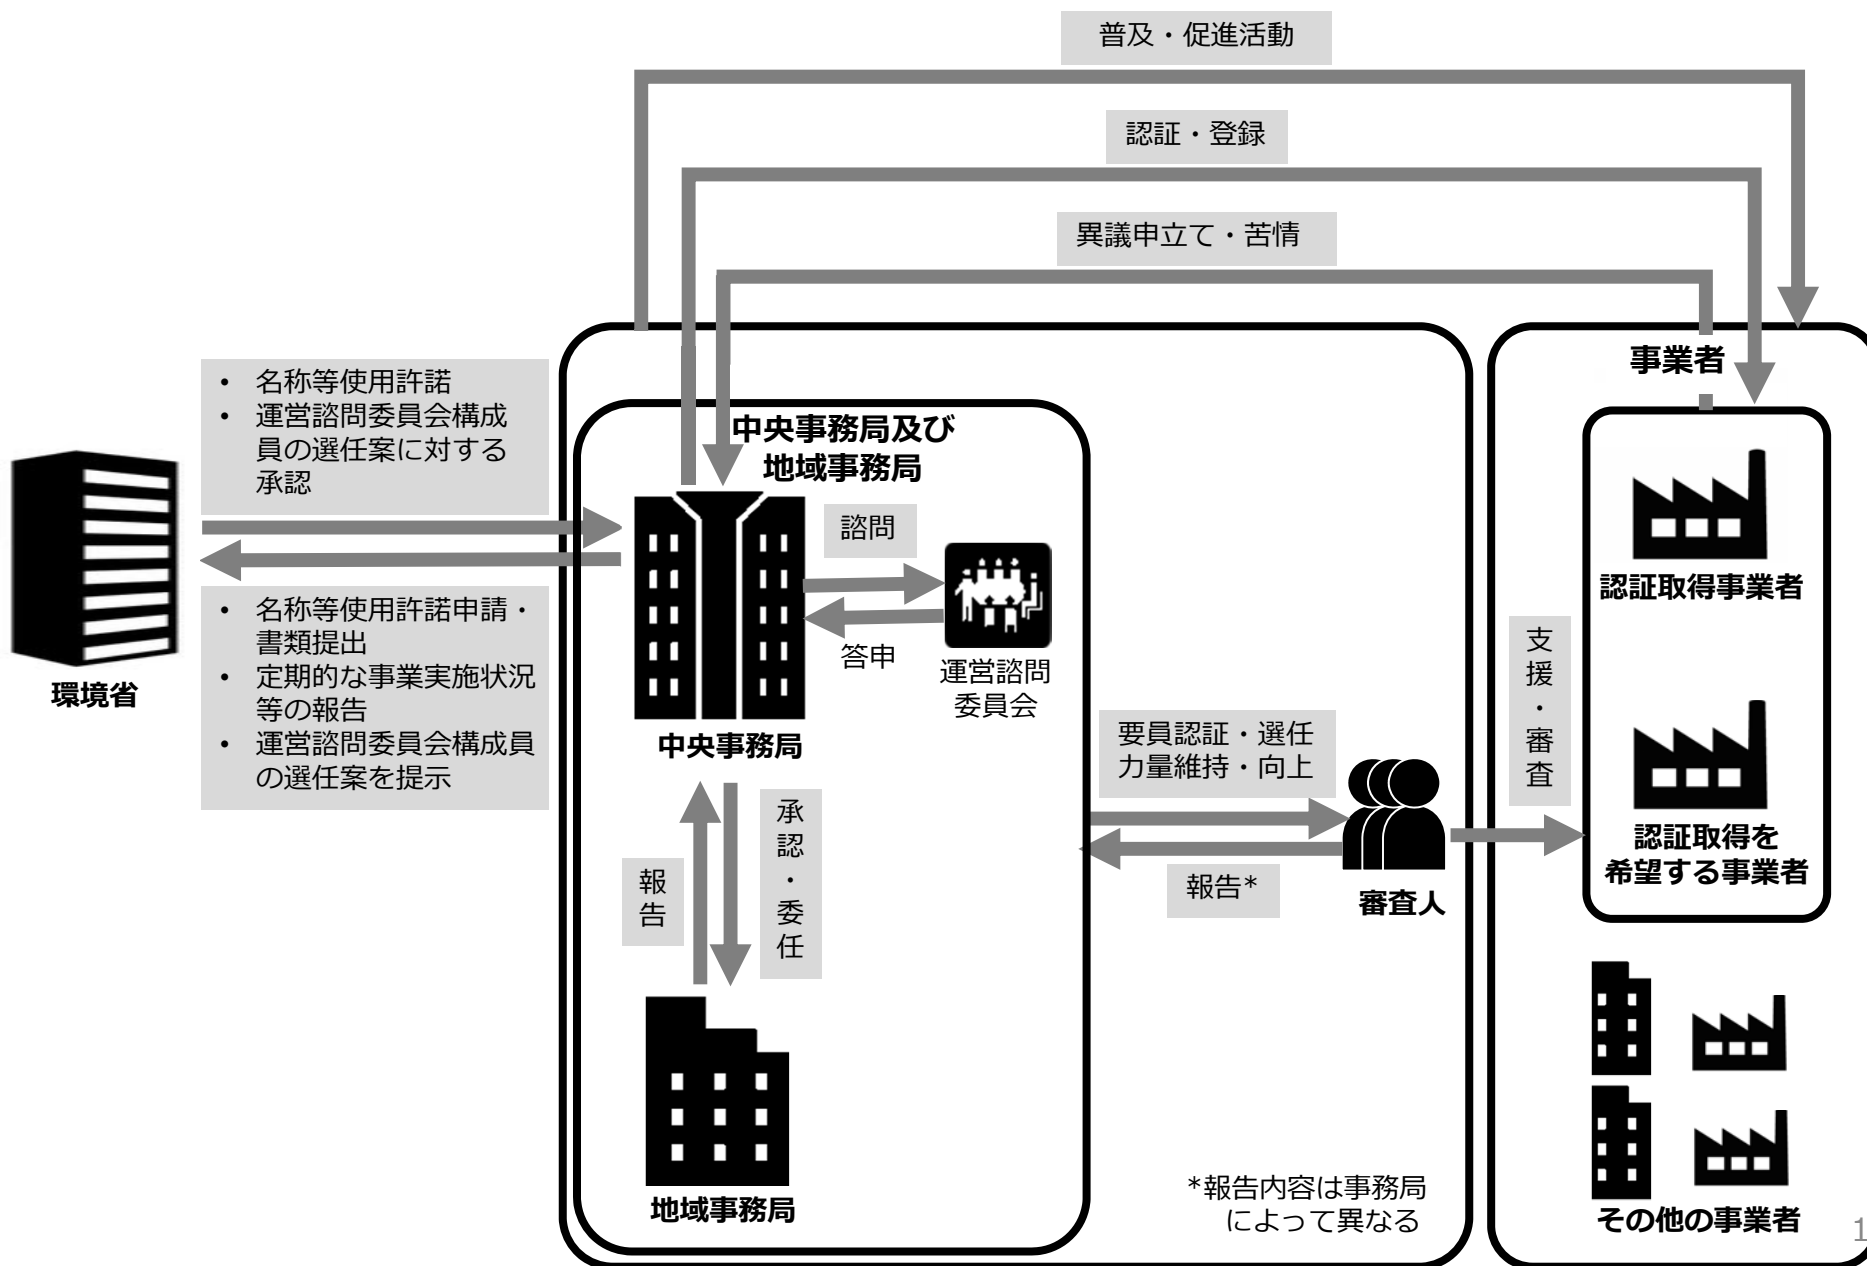 普及・促進活動
認証・登録
異議申立て・苦情
• 名称等使用許諾
• 運営諮問委員会構成
員の選任案に対する
承認
• 名称等使用許諾申請・
書類提出
• 定期的な事業実施状況
等の報告
• 運営諮問委員会構成員
の選任案を提示
環境省
中央事務局及び
地域事務局
諮問
答申
運営諮問
委員会
中央事務局
報告
承認・委任
地域事務局
要員認証・選任
力量維持・向上
報告*
審査人
*報告内容は事務局
によって異なる
支援・審査
事業者
認証取得事業者
認証取得を
希望する事業者
その他の事業者
1